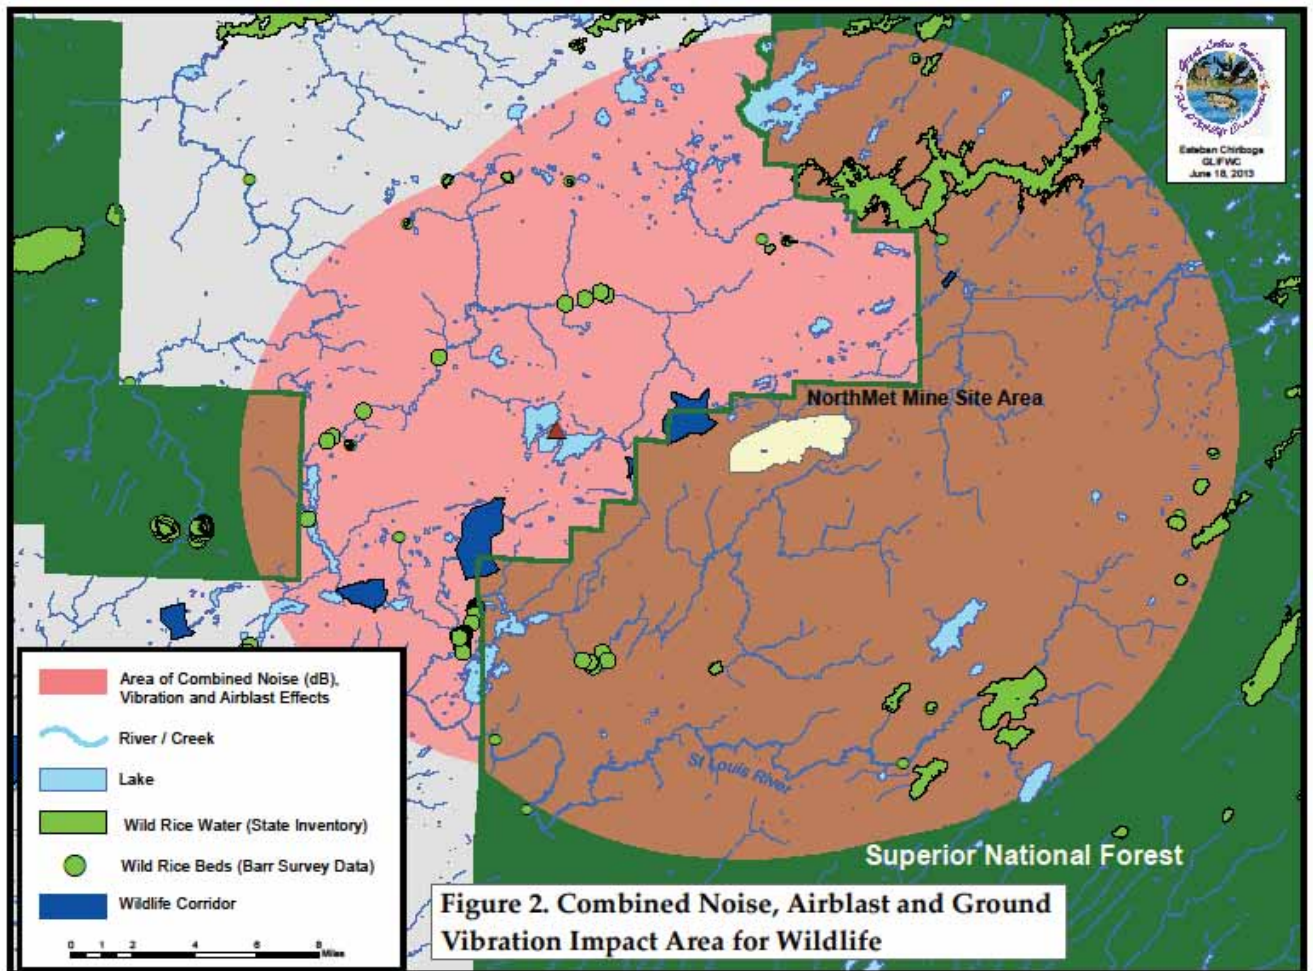 Esteban Chiriboga
GLIFWC
June 18, 2013
NorthMet Mine Site Area
St Louis River
Superior National Forest
Area of Combined Noise (dB),
Vibration and Airblast Effects
River / Creek
Lake
Wild Rice Water (State Inventory)
Wild Rice Beds (Barr Survey Data)
Wildlife Corridor
0 1 2 4 6 8
Miles
Figure 2. Combined Noise, Airblast and Ground
Vibration Impact Area for Wildlife